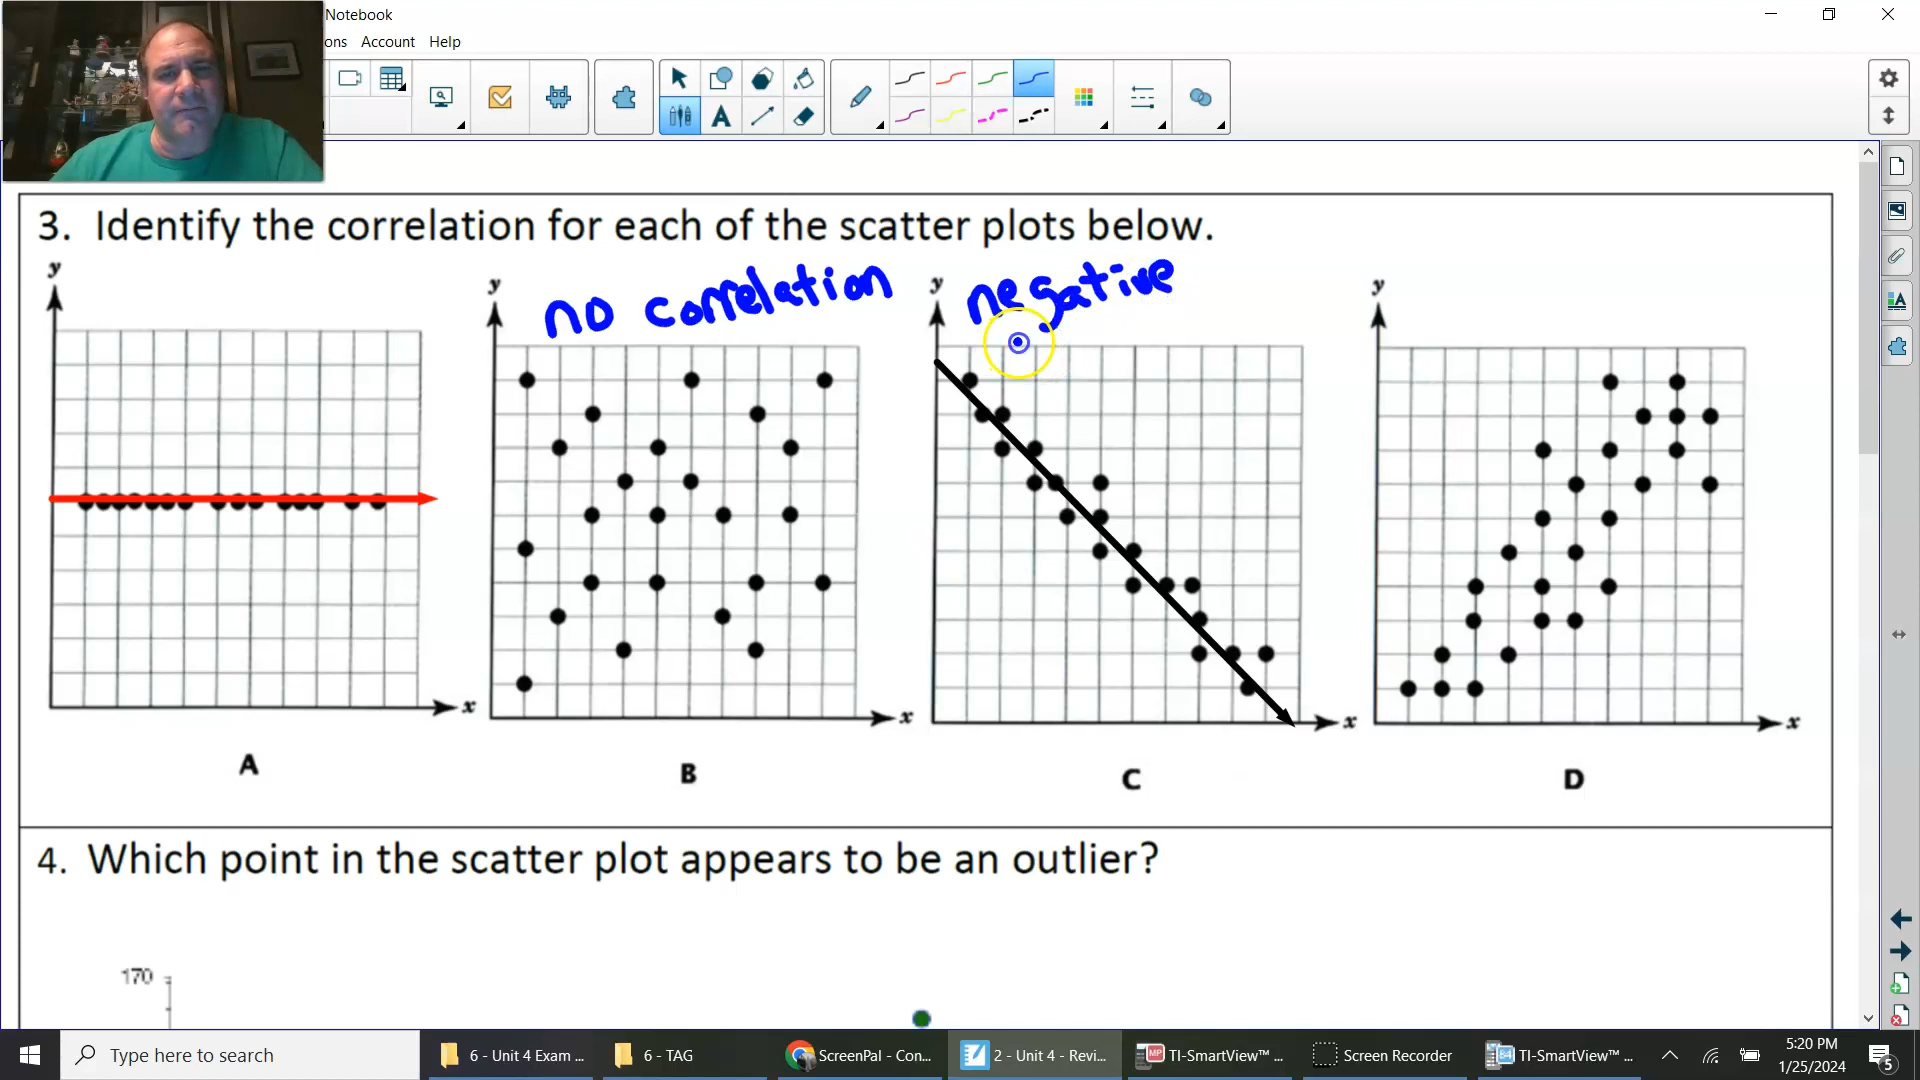 Notebook
ons Account Help
3. Identify the correlation for each of the scatter plots below.
no correlation
negative
y
y
y
y
x
x
x
x
A
B
C
D
4. Which point in the scatter plot appears to be an outlier?
170
Type here to search
6 - Unit 4 Exam ...
6 - TAG
ScreenPal - Con...
2 - Unit 4 - Revi...
TI-SmartView™ ...
Screen Recorder
TI-SmartView™ ...
5:20 PM
1/25/2024
5